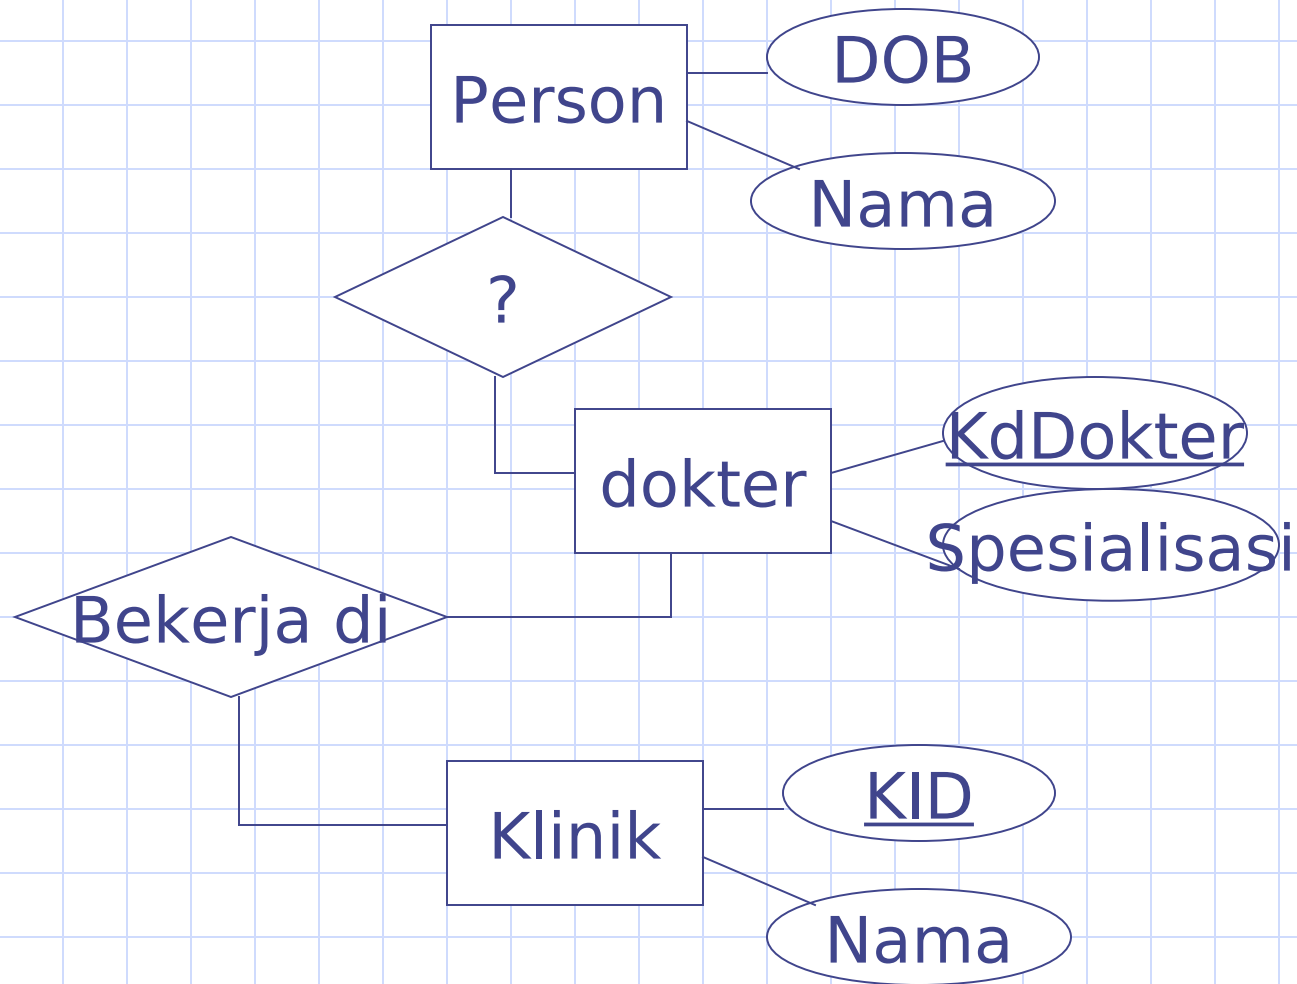 Person
DOB
Nama
?
dokter
KdDokter
Spesialisasi
Bekerja di
Klinik
KID
Nama